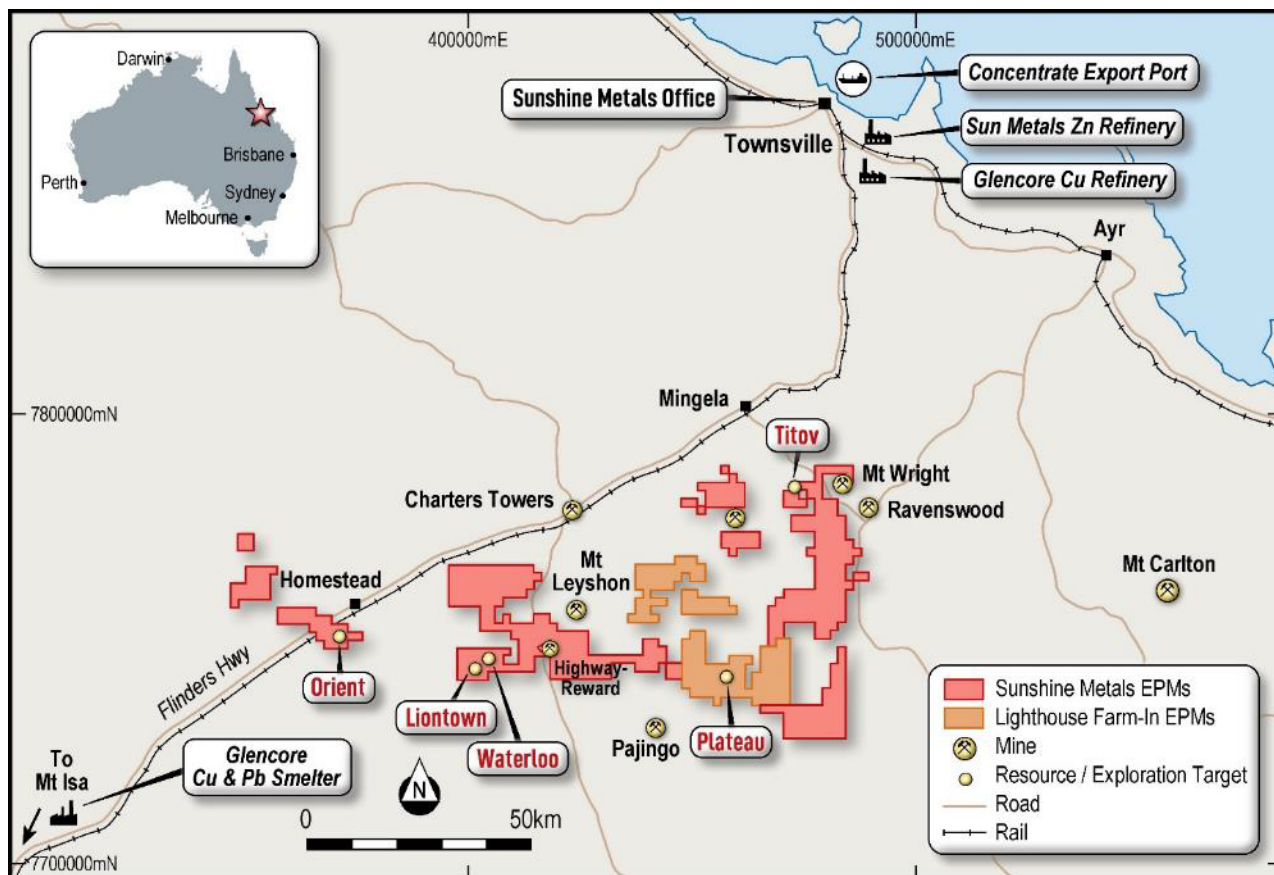 400000mE
500000mE
Darwin
Brisbane
Perth
Sydney
Melbourne
Sunshine Metals Office
Concentrate Export Port
Townsville
Sun Metals Zn Refinery
Glencore Cu Refinery
Ayr
7800000mN
Mingela
Titov
Mt Wright
Charters Towers
Ravenswood
Mt
Leyshon
Homestead
Mt Carlton
Orient
Highway-
Reward
Flinders Hwy
Liontown
Waterloo
Pajingo
Plateau
To
Mt Isa
Glencore
Cu & Pb Smelter
N
0
50km
7700000mN
Sunshine Metals EPMs
Lighthouse Farm-In EPMs
Mine
Resource / Exploration Target
Road
Rail